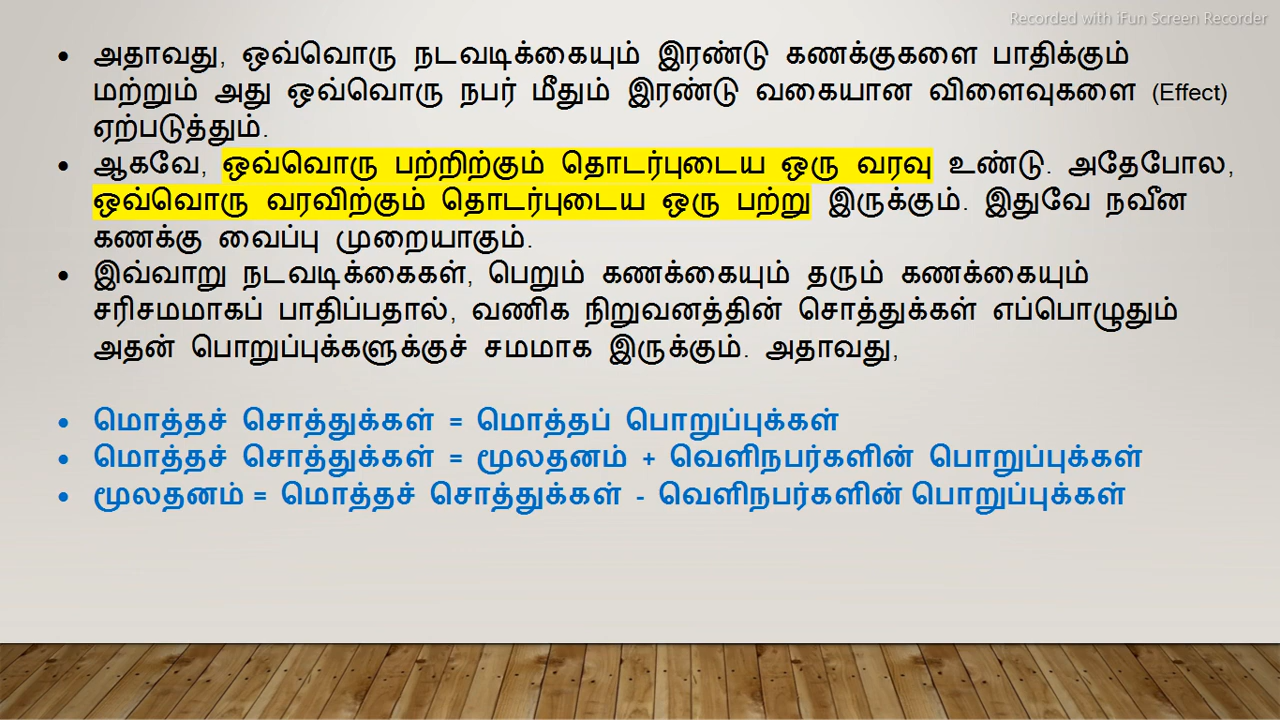 Recorded with iFun Screen Recorder
• அதாவது, ஒவ்வொரு நடவடிக்கையும் இரண்டு கணக்குகளை பாதிக்கும்
மற்றும் அது ஒவ்வொரு நபர் மீதும் இரண்டு வகையான விளைவுகளை (Effect)
ஏற்படுத்தும்.
• ஆகவே, ஒவ்வொரு பற்றிற்கும் தொடர்புடைய ஒரு வரவு உண்டு. அதேபோல,
ஒவ்வொரு வரவிற்கும் தொடர்புடைய ஒரு பற்று இருக்கும். இதுவே நவீன
கணக்கு வைப்பு முறையாகும்.
• இவ்வாறு நடவடிக்கைகள், பெறும் கணக்கையும் தரும் கணக்கையும்
சரிசமமாகப் பாதிப்பதால், வணிக நிறுவனத்தின் சொத்துக்கள் எப்பொழுதும்
அதன் பொறுப்புக்களுக்குச் சமமாக இருக்கும். அதாவது,
• மொத்தச் சொத்துக்கள் = மொத்தப் பொறுப்புக்கள்
• மொத்தச் சொத்துக்கள் = மூலதனம் + வெளிநபர்களின் பொறுப்புக்கள்
• மூலதனம் = மொத்தச் சொத்துக்கள் - வெளிநபர்களின் பொறுப்புக்கள்